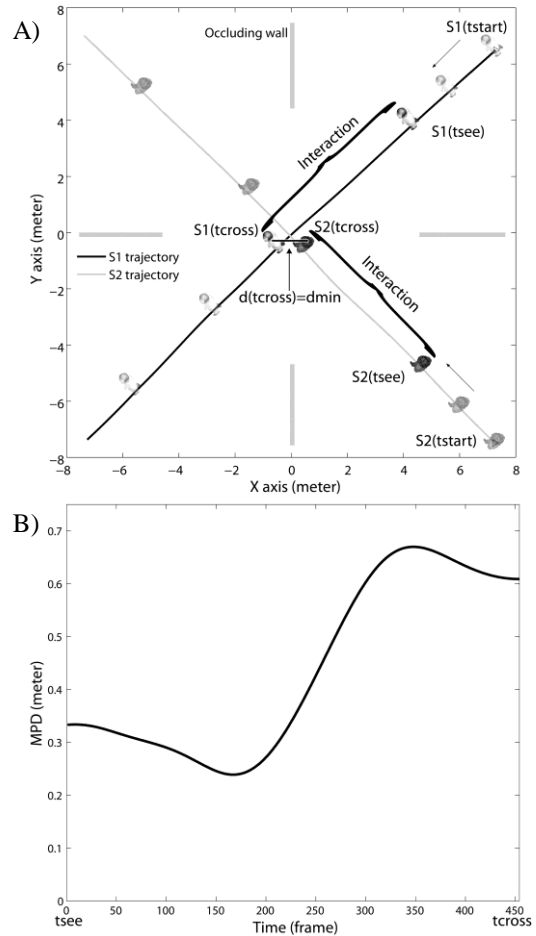 A)
Occluding wall
S1(tstart)
S1(tsee)
Interaction
S1(tcross)
S2(tcross)
S1 trajectory
S2 trajectory
d(tcross)=dmin
Interaction
S2(tsee)
S2(tstart)
Y axis (meter)
8
6
4
2
0
-2
-4
-6
-8
-8 -6 -4 -2 0 2 4 6 8
X axis (meter)
B)
MPD (meter)
0.7
0.6
0.5
0.4
0.3
0.2
0.1
0
0 50 100 150 200 250 300 350 400 450
tsee
Time (frame)
tcross